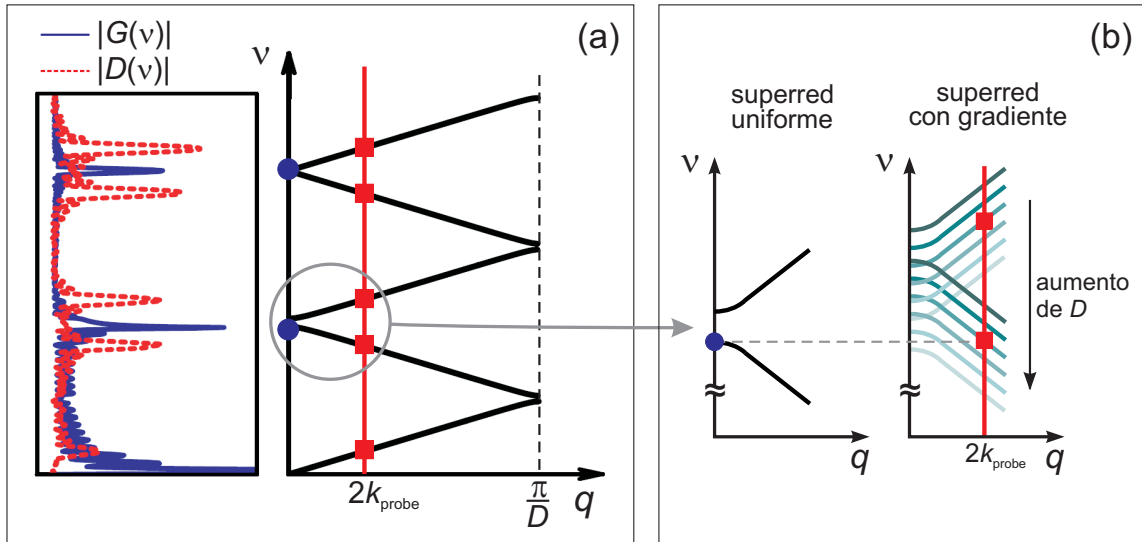 |G(ν)|
|D(ν)|
(a)
ν
2k_probe
π
D
q
(b)
superred
uniforme
ν
q
superred
con gradiente
ν
aumento
de D
2k_probe
q